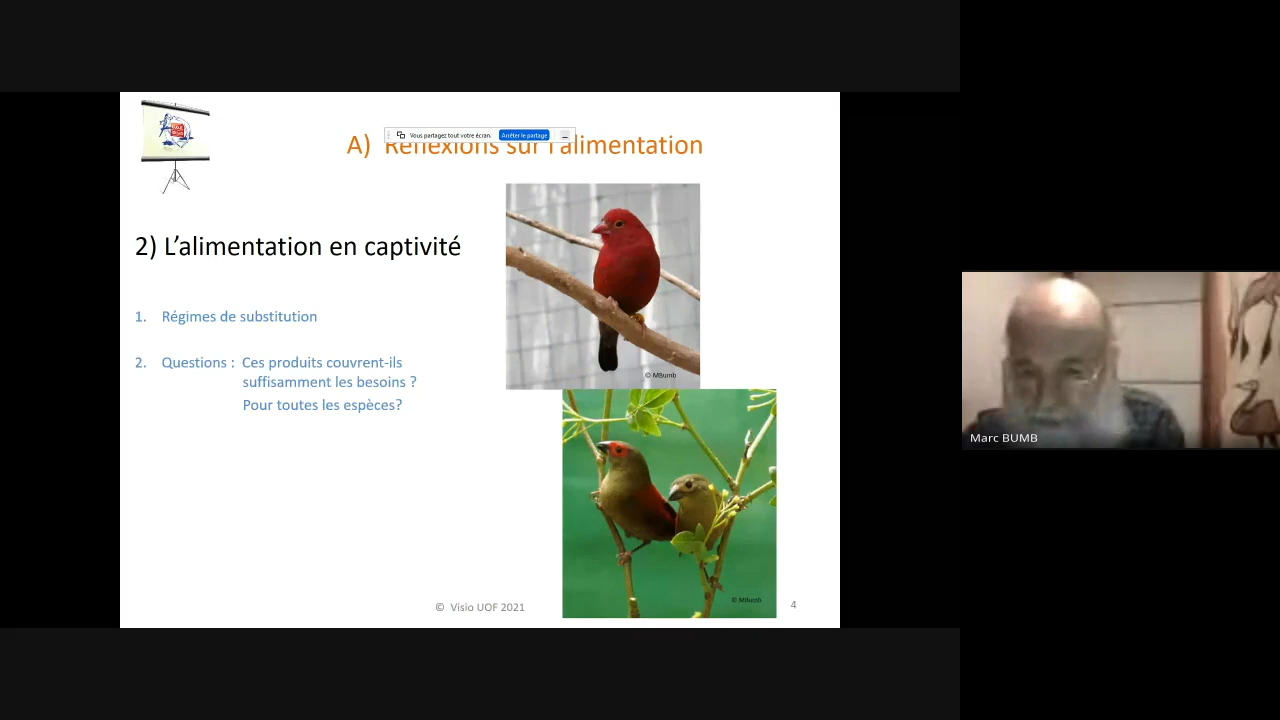 Vous partagez tout votre écran. Arrêter le partage
A) Réflexions sur l'alimentation
2) L’alimentation en captivité
1. Régimes de substitution
2. Questions : Ces produits couvrent-ils
suffisamment les besoins ?
Pour toutes les espèces?
© MBumb
© MBumb
© Visio UOF 2021
4
Marc BUMB